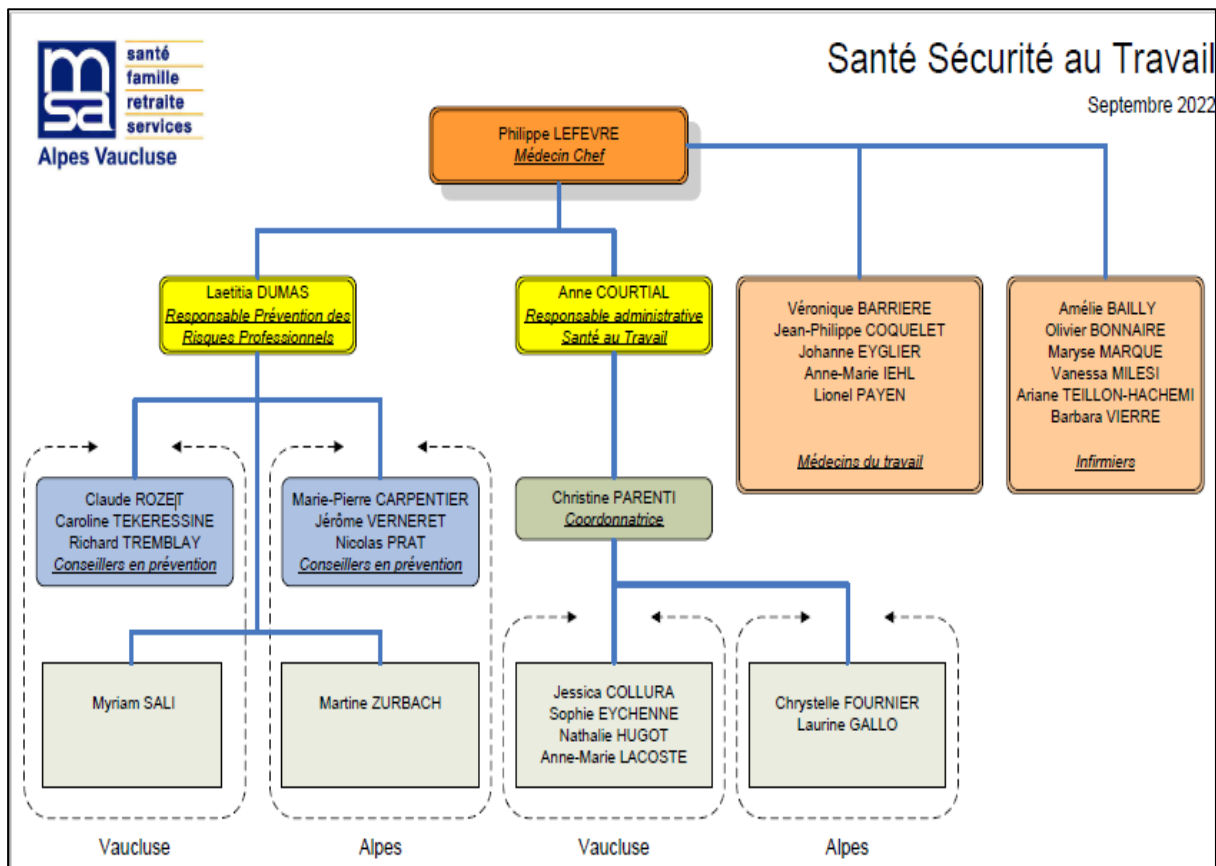 msa
santé
famille
retraite
services
Alpes Vaucluse
Santé Sécurité au Travail
Septembre 2022
Philippe LEFEVRE
Médecin Chef
Laetitia DUMAS
Responsable Prévention des
Risques Professionnels
Anne COURTIAL
Responsable administrative
Santé au Travail
Véronique BARRIERE
Jean-Philippe COQUELET
Johanne EYGLIER
Anne-Marie IEHL
Lionel PAYEN
Médecins du travail
Amélie BAILLY
Olivier BONNAIRE
Maryse MARQUE
Vanessa MILESI
Ariane TEILLON-HACHEMI
Barbara VIERRE
Infirmiers
Claude ROZET
Caroline TEKERESSINE
Richard TREMBLAY
Conseillers en prévention
Marie-Pierre CARPENTIER
Jérôme VERNERET
Nicolas PRAT
Conseillers en prévention
Christine PARENTI
Coordonnatrice
Myriam SALI
Martine ZURBACH
Jessica COLLURA
Sophie EYCHENNE
Nathalie HUGOT
Anne-Marie LACOSTE
Chrystelle FOURNIER
Laurine GALLO
Vaucluse
Alpes
Vaucluse
Alpes